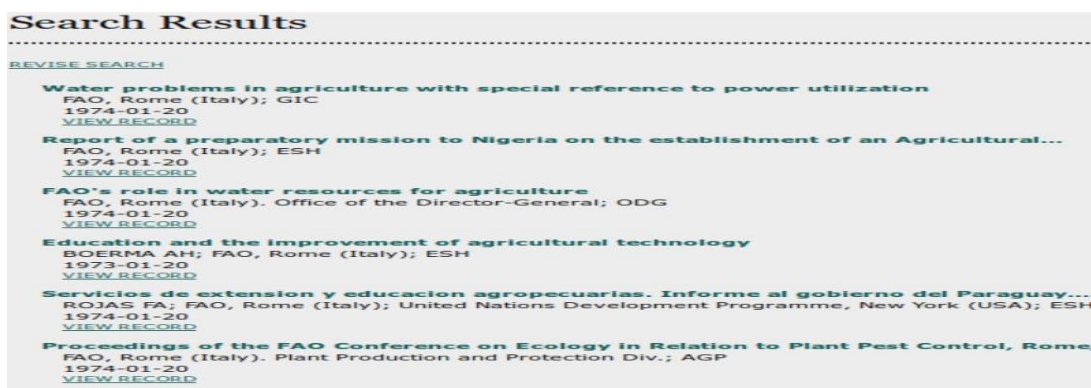 Search Results
REVISE SEARCH
Water problems in agriculture with special reference to power utilization
FAO, Rome (Italy); GIC
1974-01-20
VIEW RECORD
Report of a preparatory mission to Nigeria on the establishment of an Agricultural...
FAO, Rome (Italy); ESH
1974-01-20
VIEW RECORD
FAO's role in water resources for agriculture
FAO, Rome (Italy). Office of the Director-General; ODG
1974-01-20
VIEW RECORD
Education and the improvement of agricultural technology
BOERMA AH; FAO, Rome (Italy); ESH
1973-01-20
VIEW RECORD
Servicios de extension y educacion agropecuarias. Informe al gobierno del Paraguay...
ROJAS FA; FAO, Rome (Italy); United Nations Development Programme, New York (USA); ESH
1974-01-20
VIEW RECORD
Proceedings of the FAO Conference on Ecology in Relation to Plant Pest Control, Rome,
FAO, Rome (Italy). Plant Production and Protection Div.; AGP
1974-01-20
VIEW RECORD